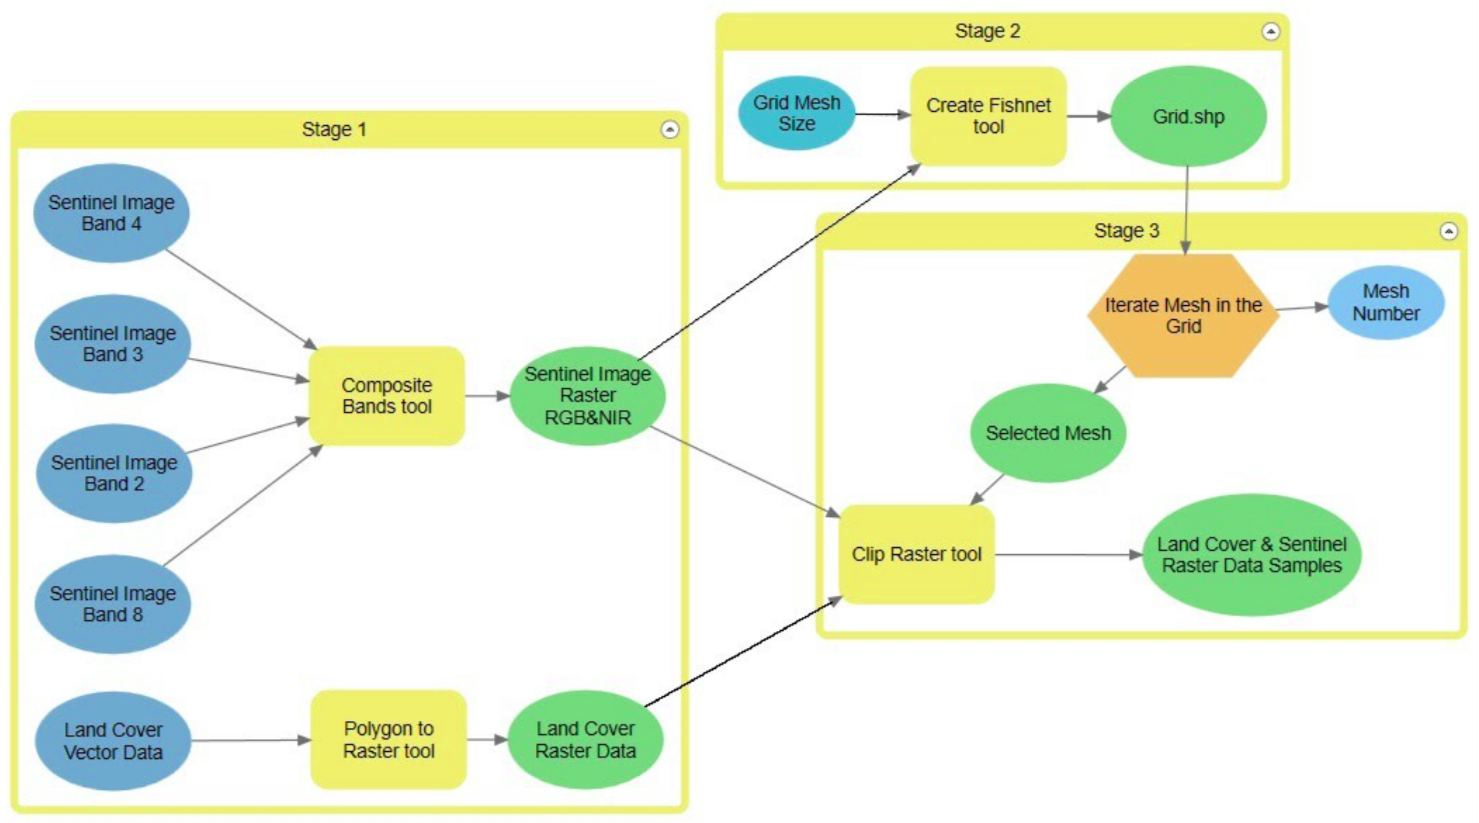 Stage 1
Sentinel Image
Band 4
Sentinel Image
Band 3
Sentinel Image
Band 2
Sentinel Image
Band 8
Composite
Bands tool
Sentinel Image
Raster
RGB&NIR
Land Cover
Vector Data
Polygon to
Raster tool
Land Cover
Raster Data
Stage 2
Grid Mesh
Size
Create Fishnet
tool
Grid.shp
Stage 3
Iterate Mesh in the
Grid
Mesh
Number
Selected Mesh
Clip Raster tool
Land Cover & Sentinel
Raster Data Samples